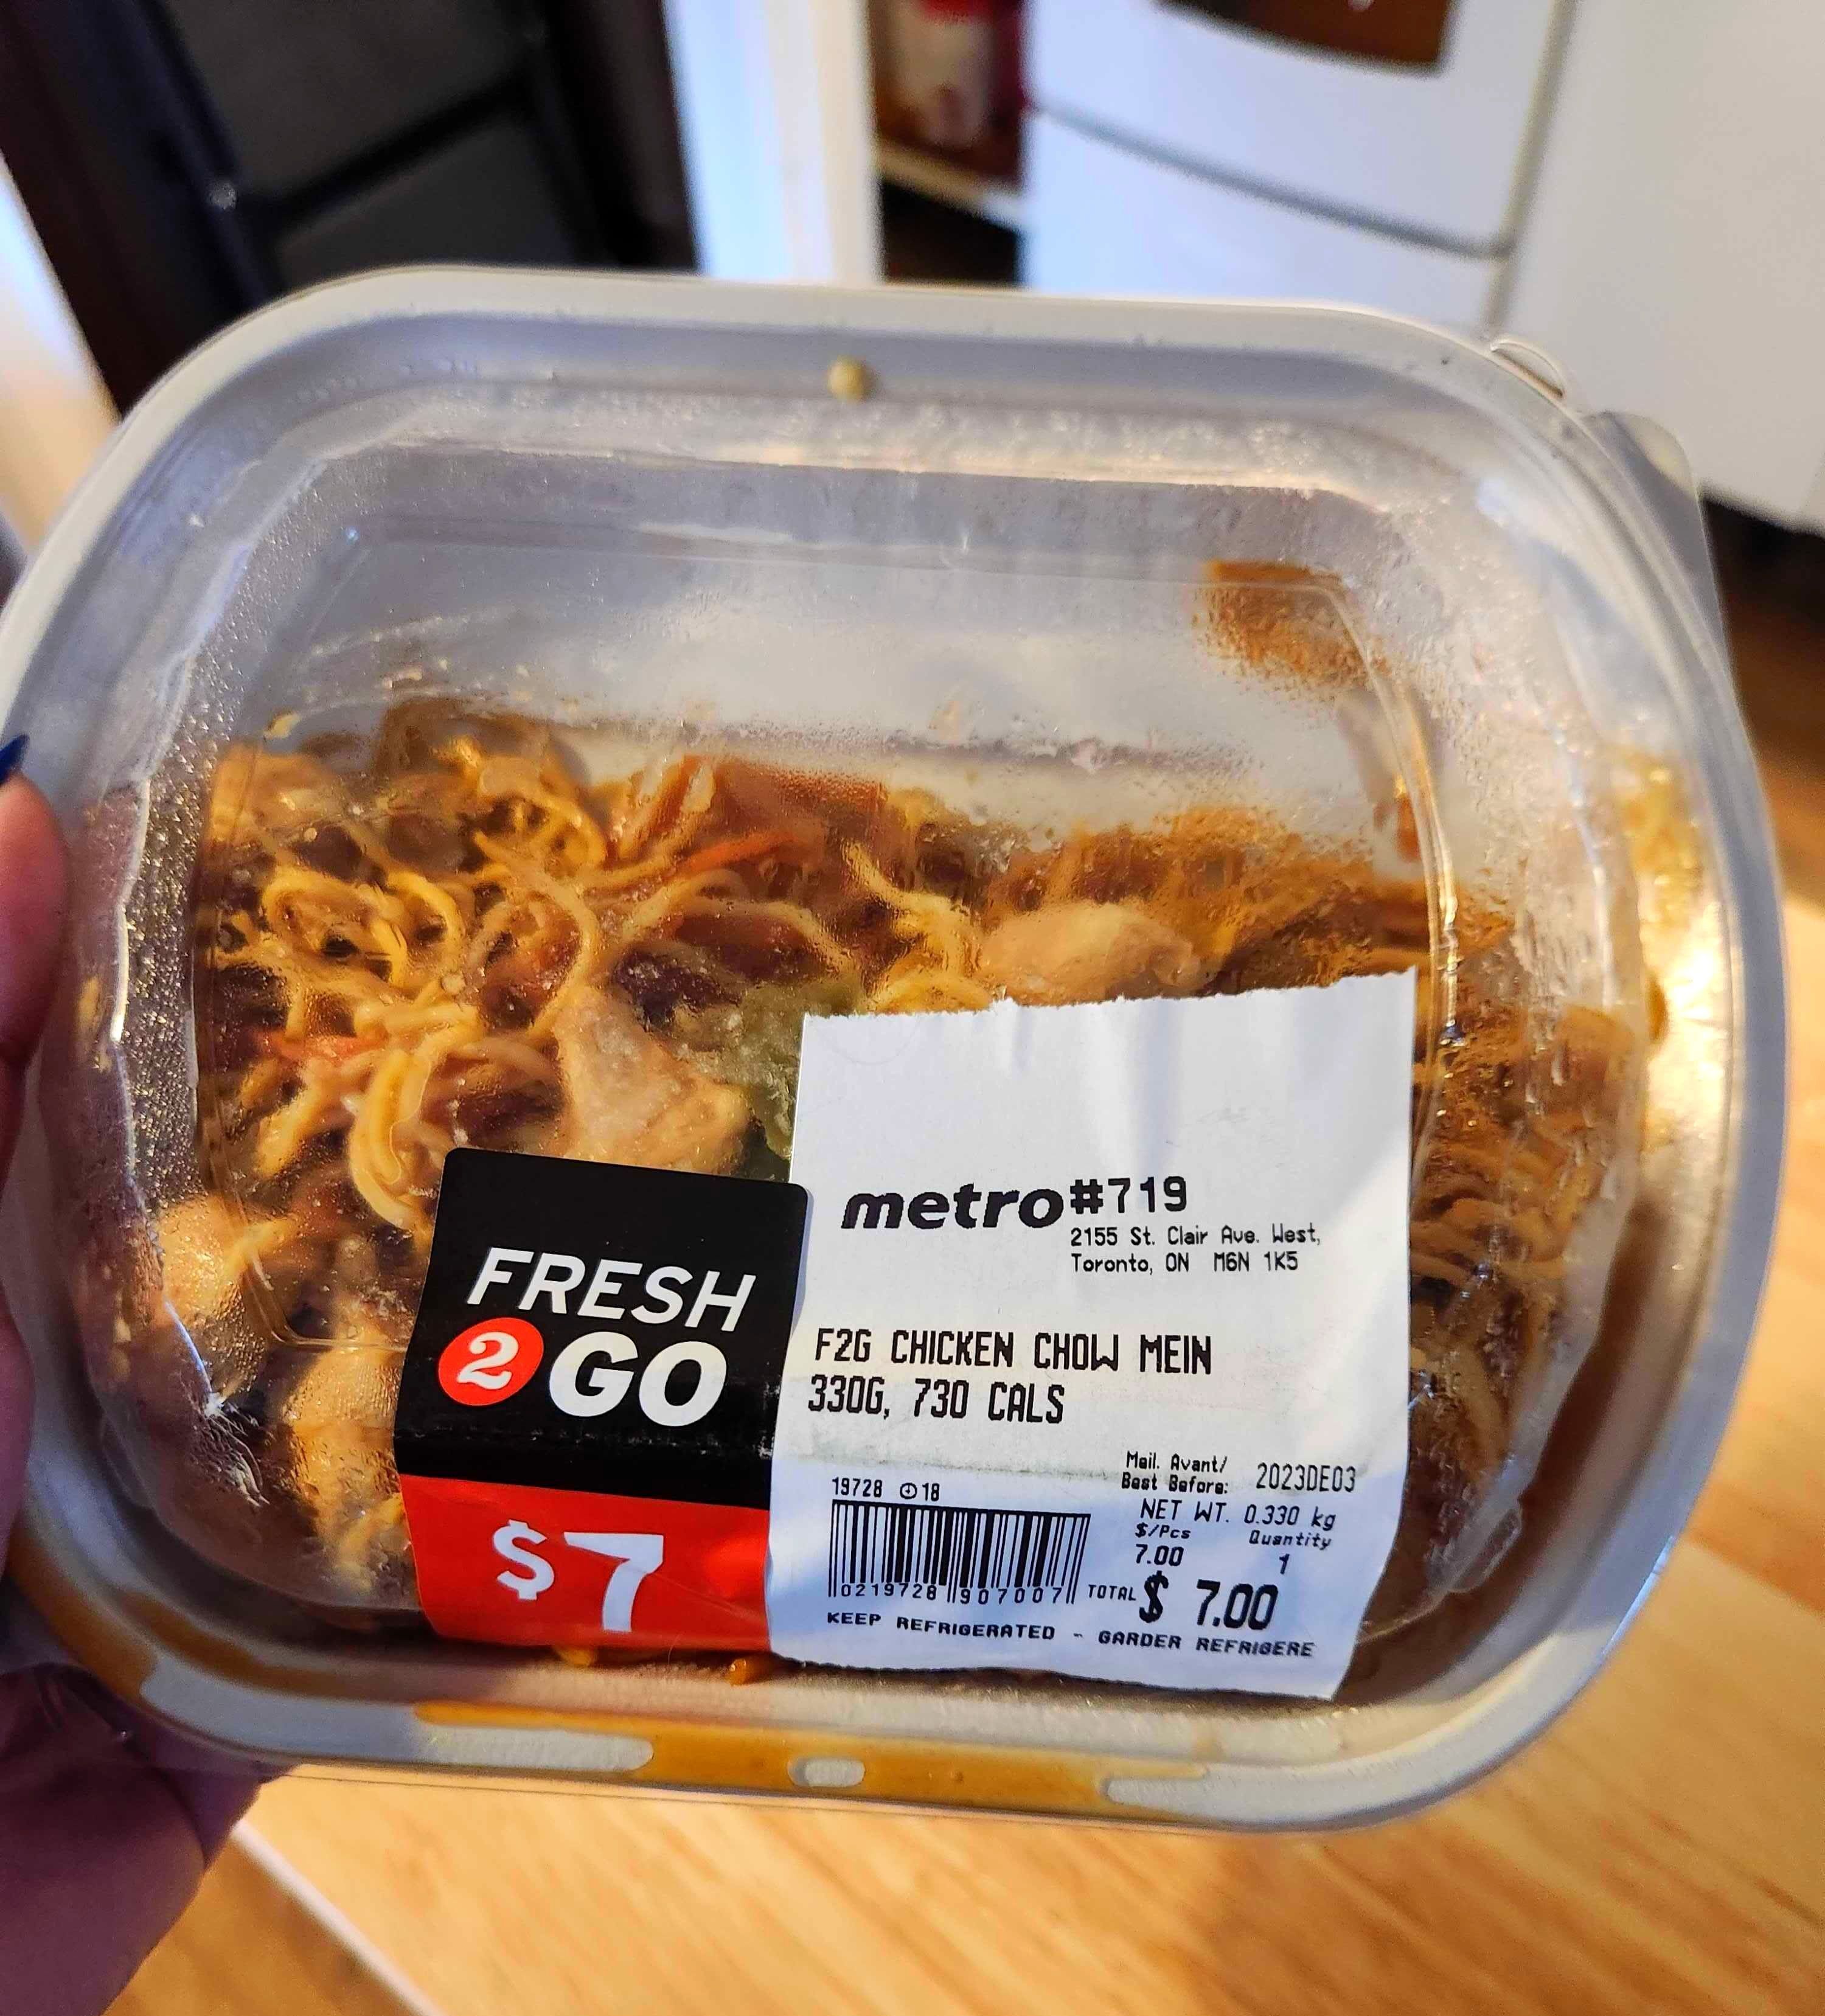 metro#719
2155 St. Clair Ave. West,
Toronto, ON M6N 1K5
FRESH
2 GO
$7
F2G CHICKEN CHOW MEIN
330G, 730 CALS
Meil. Avant/
Best Before: 2023DE03
19728 18
NET WT. 0.330 kg
$/Pcs Quantity
7.00 1
0219728 907007
TOTAL $ 7.00
KEEP REFRIGERATED - GARDER REFRIGERE